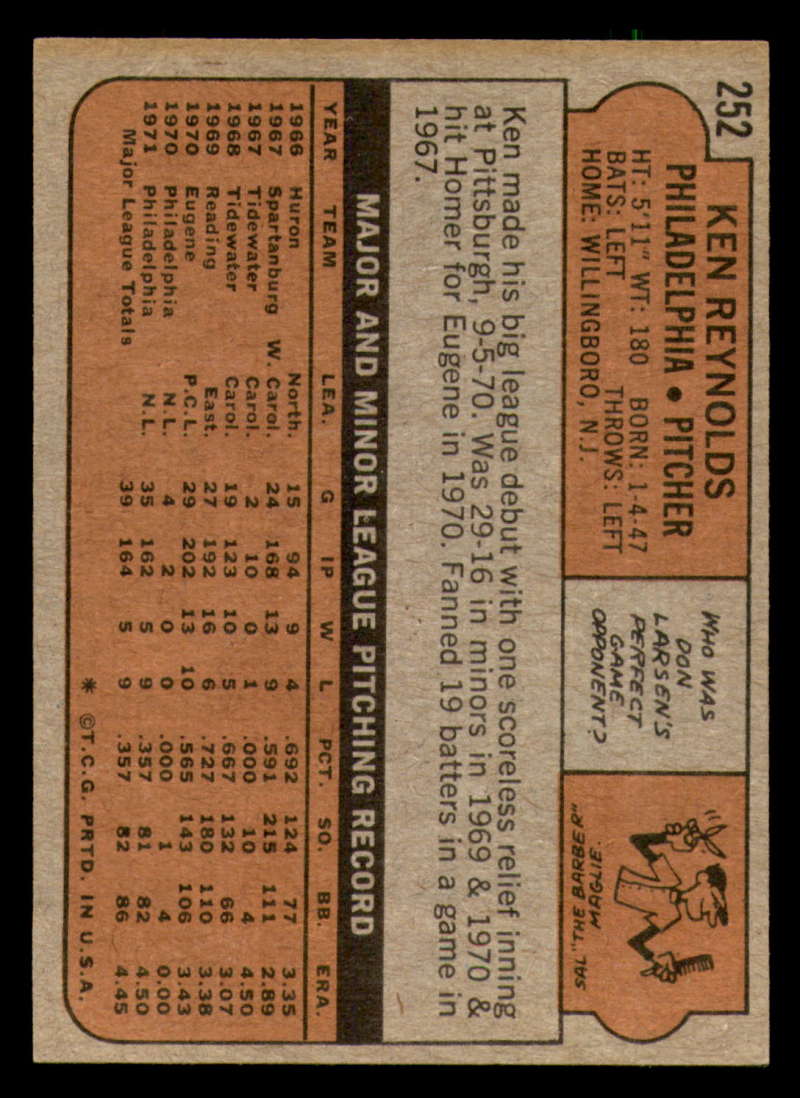 252
KEN REYNOLDS
PHILADELPHIA • PITCHER
HT: 5'11" WT: 180 BORN: 1-4-47
BATS: LEFT THROWS: LEFT
HOME: WILLINGBORO, N.J.
WHO WAS
DON
LARSEN'S
PERFECT
GAME
OPPONENT?
SAL "THE BARBER"
MAGLIE.
Ken made his big league debut with one scoreless relief inning
at Pittsburgh, 9-5-70. Was 29-16 in minors in 1969 & 1970 &
hit Homer for Eugene in 1970. Fanned 19 batters in a game in
1967.
MAJOR AND MINOR LEAGUE PITCHING RECORD
YEAR TEAM LEA. G IP W L PCT. SO. BB. ERA.
1966 Huron North. 15 94 9 4 .692 124 77 3.35
1967 Spartanburg W. Carol. 24 168 13 9 .591 215 111 2.89
1967 Tidewater Carol. 2 10 0 1 .000 10 4 4.50
1968 Tidewater Carol. 19 123 10 5 .667 132 66 3.07
1969 Reading East. 27 192 16 6 .727 180 110 3.38
1970 Eugene P.C.L. 29 202 13 10 .565 143 106 3.43
1970 Philadelphia N.L. 4 2 0 0 .000 1 4 0.00
1971 Philadelphia N.L. 35 162 5 9 .357 81 82 4.50
Major League Totals 39 164 5 9 .357 82 86 4.45
* ©T.C.G. PRTD. IN U.S.A.